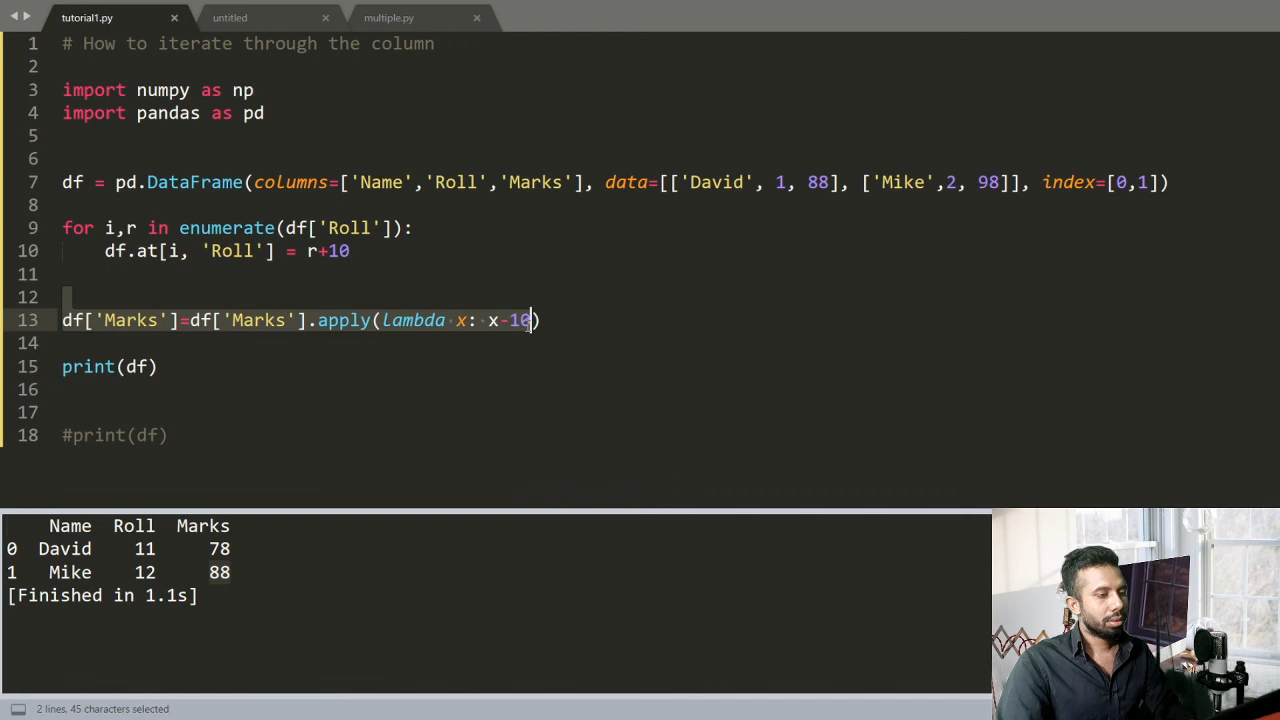 tutorial1.py untitled multiple.py
1 # How to iterate through the column
2
3 import numpy as np
4 import pandas as pd
5
6
7 df = pd.DataFrame(columns=['Name','Roll','Marks'], data=[['David', 1, 88], ['Mike',2, 98]], index=[0,1])
8
9 for i,r in enumerate(df['Roll']):
10 df.at[i, 'Roll'] = r+10
11
12
13 df['Marks']=df['Marks'].apply(lambda x: x-10)
14
15 print(df)
16
17
18 #print(df)
Name Roll Marks
0 David 11 78
1 Mike 12 88
[Finished in 1.1s]
2 lines, 45 characters selected